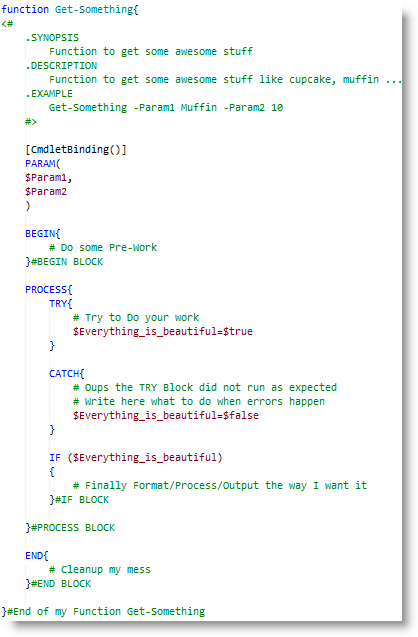 function Get-Something{
<#
.SYNOPSIS
Function to get some awesome stuff
.DESCRIPTION
Function to get some awesome stuff like cupcake, muffin ...
.EXAMPLE
Get-Something -Param1 Muffin -Param2 10
#>
[CmdletBinding()]
PARAM(
$Param1,
$Param2
)
BEGIN{
# Do some Pre-Work
}#BEGIN BLOCK
PROCESS{
TRY{
# Try to Do your work
$Everything_is_beautiful=$true
}
CATCH{
# Oups the TRY Block did not run as expected
# Write here what to do when errors happen
$Everything_is_beautiful=$false
}
IF ($Everything_is_beautiful)
{
# Finally Format/Process/Output the way I want it
}#IF BLOCK
}#PROCESS BLOCK
END{
# Cleanup my mess
}#END BLOCK
}#End of my Function Get-Something